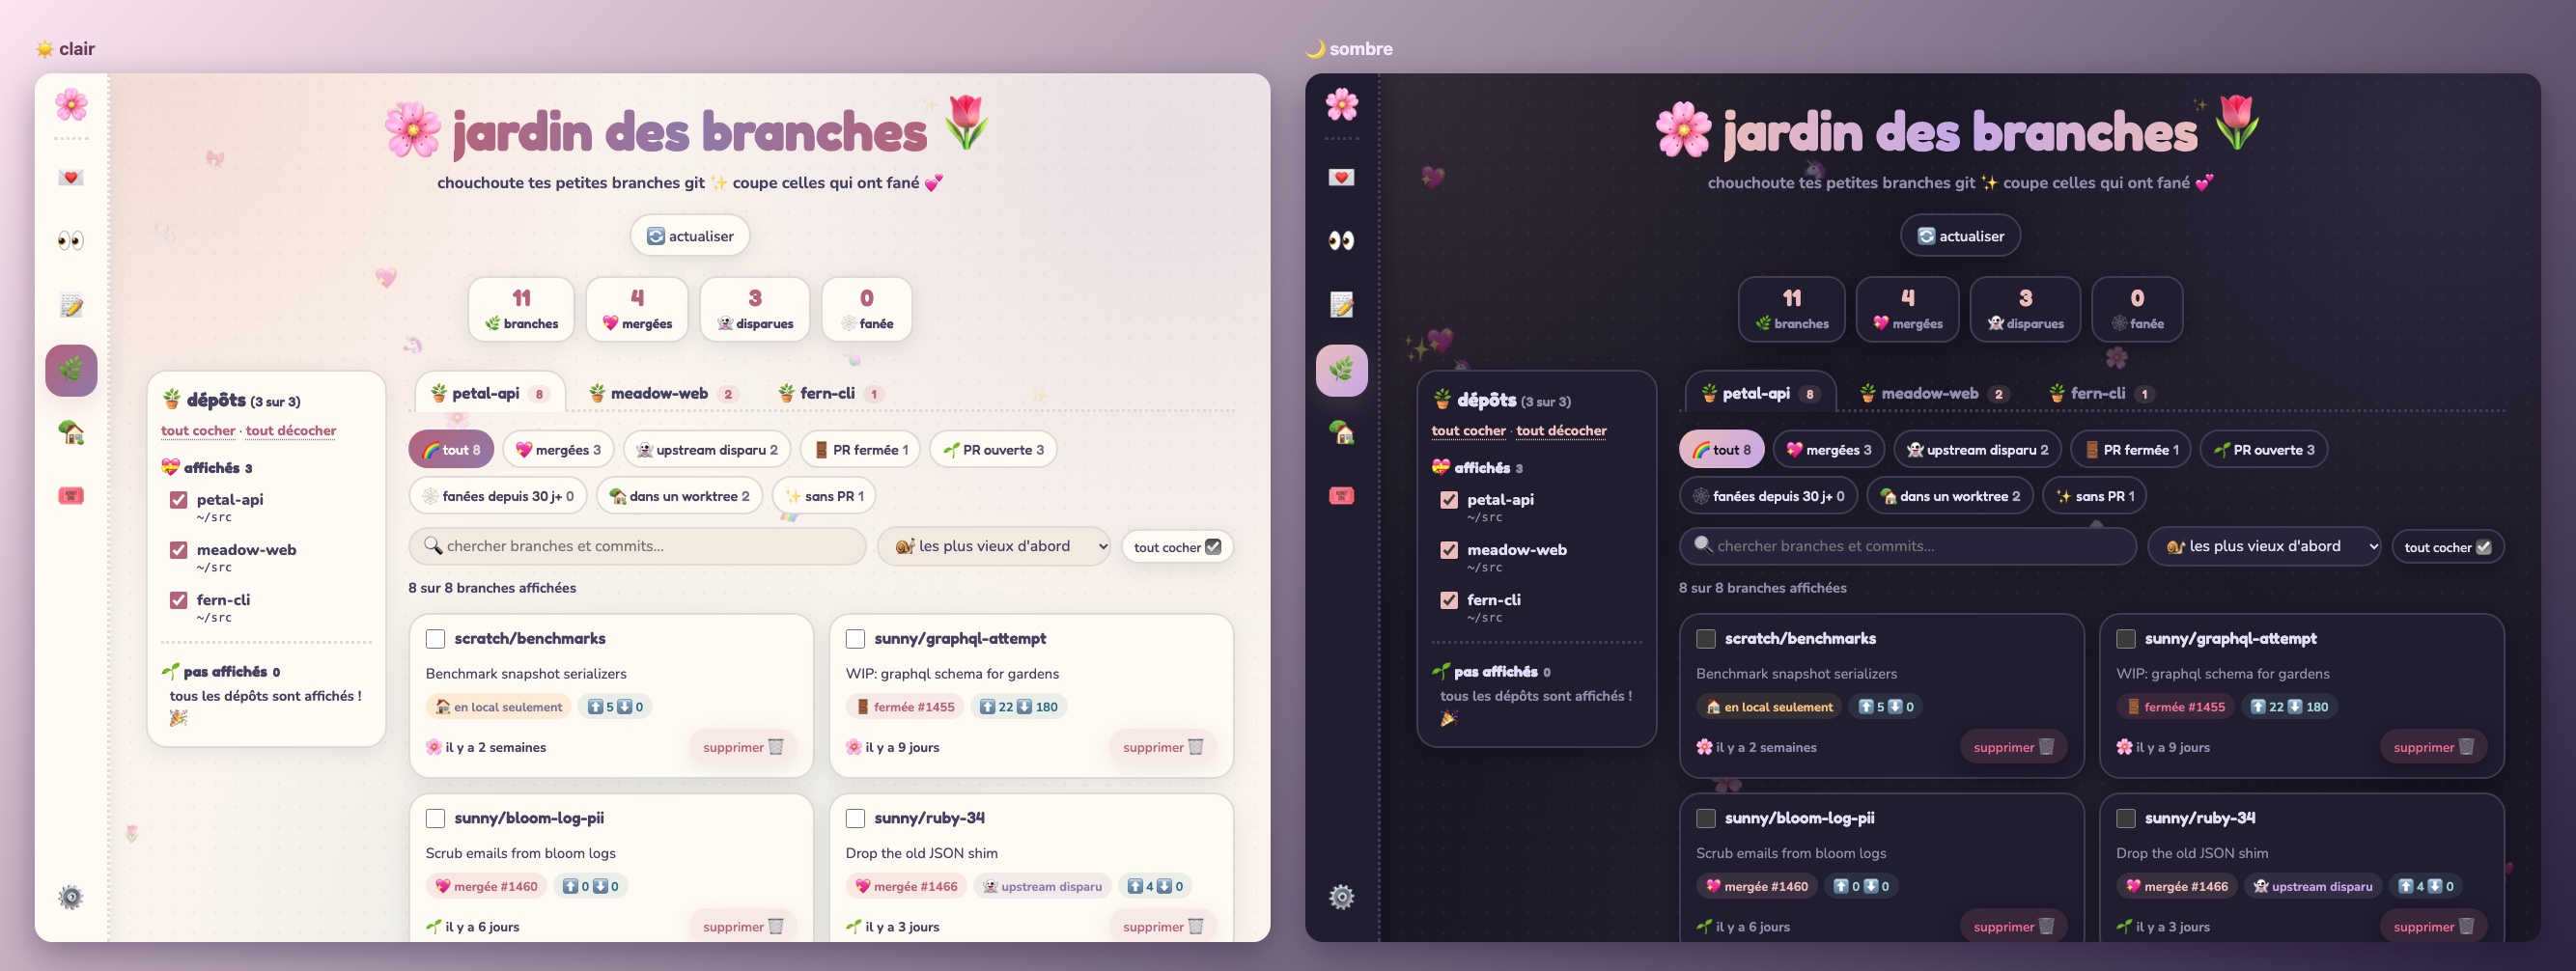 ☀️ clair
jardin des branches
chouchoute tes petites branches git ✨ coupe celles qui ont fané 💕
🔄 actualiser
11
🌿 branches
4
💖 mergées
3
👻 disparues
0
🕸️ fanée
🪴 dépôts (3 sur 3)
tout cocher · tout décocher
💝 affichés 3
petal-api
~/src
meadow-web
~/src
fern-cli
~/src
🌱 pas affichés 0
tous les dépôts sont affichés !
🎉
🪴 petal-api 8
🪴 meadow-web 2
🪴 fern-cli 1
🌈 tout 8
💖 mergées 3
👻 upstream disparu 2
🚪 PR fermée 1
🌱 PR ouverte 3
🕸️ fanées depuis 30 j+ 0
🏡 dans un worktree 2
✨ sans PR 1
🔍 chercher branches et commits...
🐌 les plus vieux d'abord
tout cocher ☑️
8 sur 8 branches affichées
scratch/benchmarks
Benchmark snapshot serializers
🏠 en local seulement
⬆️ 5 ⬇️ 0
🌸 il y a 2 semaines
supprimer 🗑️
sunny/graphql-attempt
WIP: graphql schema for gardens
🚪 fermée #1455
⬆️ 22 ⬇️ 180
🌸 il y a 9 jours
supprimer 🗑️
sunny/bloom-log-pii
Scrub emails from bloom logs
💖 mergée #1460
⬆️ 0 ⬇️ 0
🌱 il y a 6 jours
supprimer 🗑️
sunny/ruby-34
Drop the old JSON shim
💖 mergée #1466
👻 upstream disparu
⬆️ 4 ⬇️ 0
🌱 il y a 3 jours
supprimer 🗑️
🌙 sombre
jardin des branches
chouchoute tes petites branches git ✨ coupe celles qui ont fané 💕
🔄 actualiser
11
🌿 branches
4
💖 mergées
3
👻 disparues
0
🕸️ fanée
🪴 dépôts (3 sur 3)
tout cocher · tout décocher
💝 affichés 3
petal-api
~/src
meadow-web
~/src
fern-cli
~/src
🌱 pas affichés 0
tous les dépôts sont affichés !
🎉
🪴 petal-api 8
🪴 meadow-web 2
🪴 fern-cli 1
🌈 tout 8
💖 mergées 3
👻 upstream disparu 2
🚪 PR fermée 1
🌱 PR ouverte 3
🕸️ fanées depuis 30 j+ 0
🏡 dans un worktree 2
✨ sans PR 1
🔍 chercher branches et commits...
🐌 les plus vieux d'abord
tout cocher ☑️
8 sur 8 branches affichées
scratch/benchmarks
Benchmark snapshot serializers
🏠 en local seulement
⬆️ 5 ⬇️ 0
🌸 il y a 2 semaines
supprimer 🗑️
sunny/graphql-attempt
WIP: graphql schema for gardens
🚪 fermée #1455
⬆️ 22 ⬇️ 180
🌸 il y a 9 jours
supprimer 🗑️
sunny/bloom-log-pii
Scrub emails from bloom logs
💖 mergée #1460
⬆️ 0 ⬇️ 0
🌱 il y a 6 jours
supprimer 🗑️
sunny/ruby-34
Drop the old JSON shim
💖 mergée #1466
👻 upstream disparu
⬆️ 4 ⬇️ 0
🌱 il y a 3 jours
supprimer 🗑️